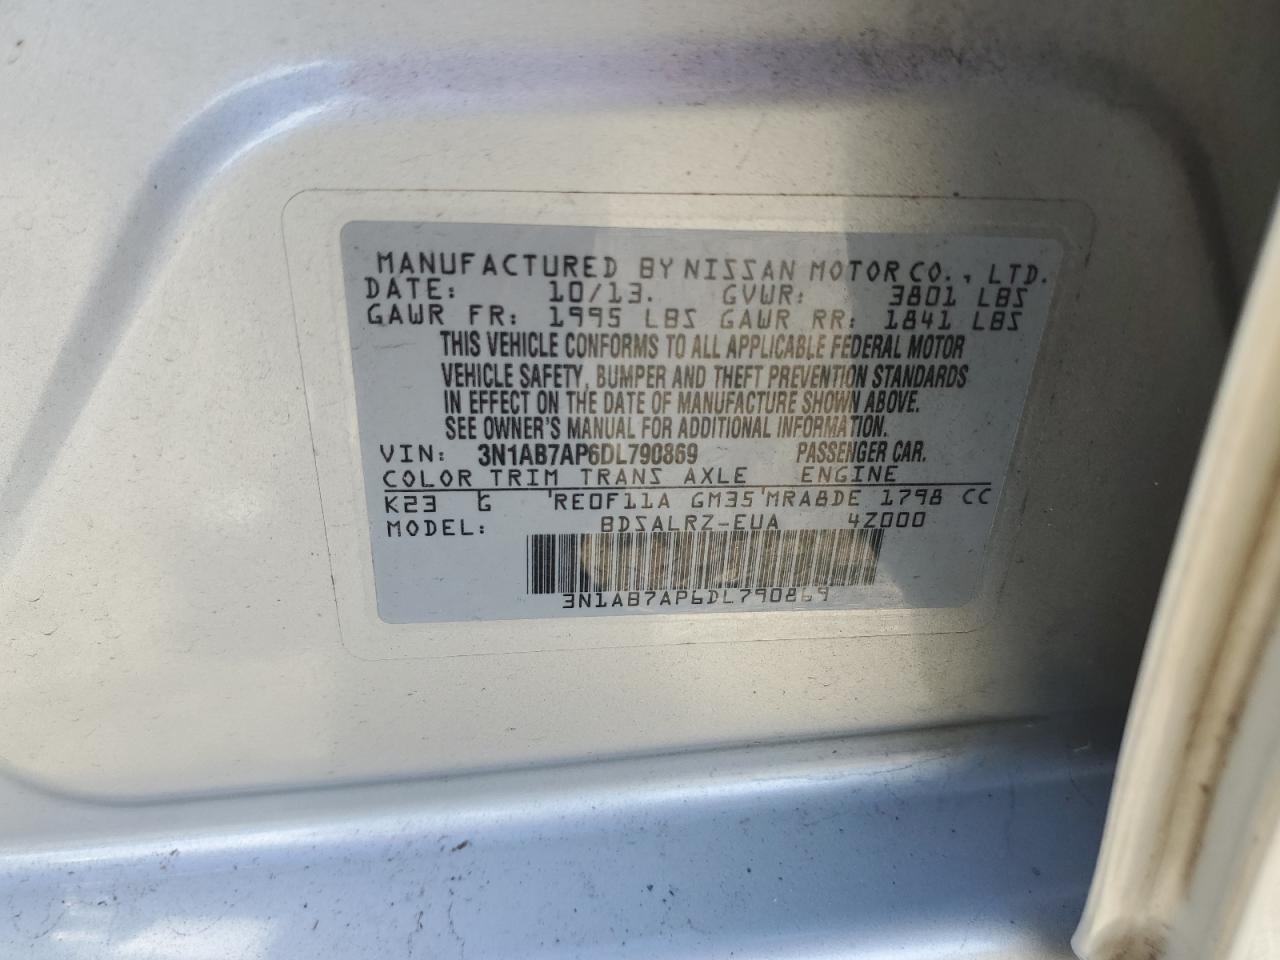 MANUFACTURED BY NISSAN MOTOR CO., LTD.
DATE: 10/13. GVWR: 3801 LBS
GAWR FR: 1995 LBS GAWR RR: 1841 LBS
THIS VEHICLE CONFORMS TO ALL APPLICABLE FEDERAL MOTOR
VEHICLE SAFETY, BUMPER AND THEFT PREVENTION STANDARDS
IN EFFECT ON THE DATE OF MANUFACTURE SHOWN ABOVE.
SEE OWNER'S MANUAL FOR ADDITIONAL INFORMATION.
VIN: 3N1AB7AP6DL790869 PASSENGER CAR.
COLOR TRIM TRANS AXLE ENGINE
K23 G 'RE0F11A GM35'MRA8DE 1798 CC
MODEL: BDSALRZ-EUA 4Z000
3N1AB7AP6DL790869